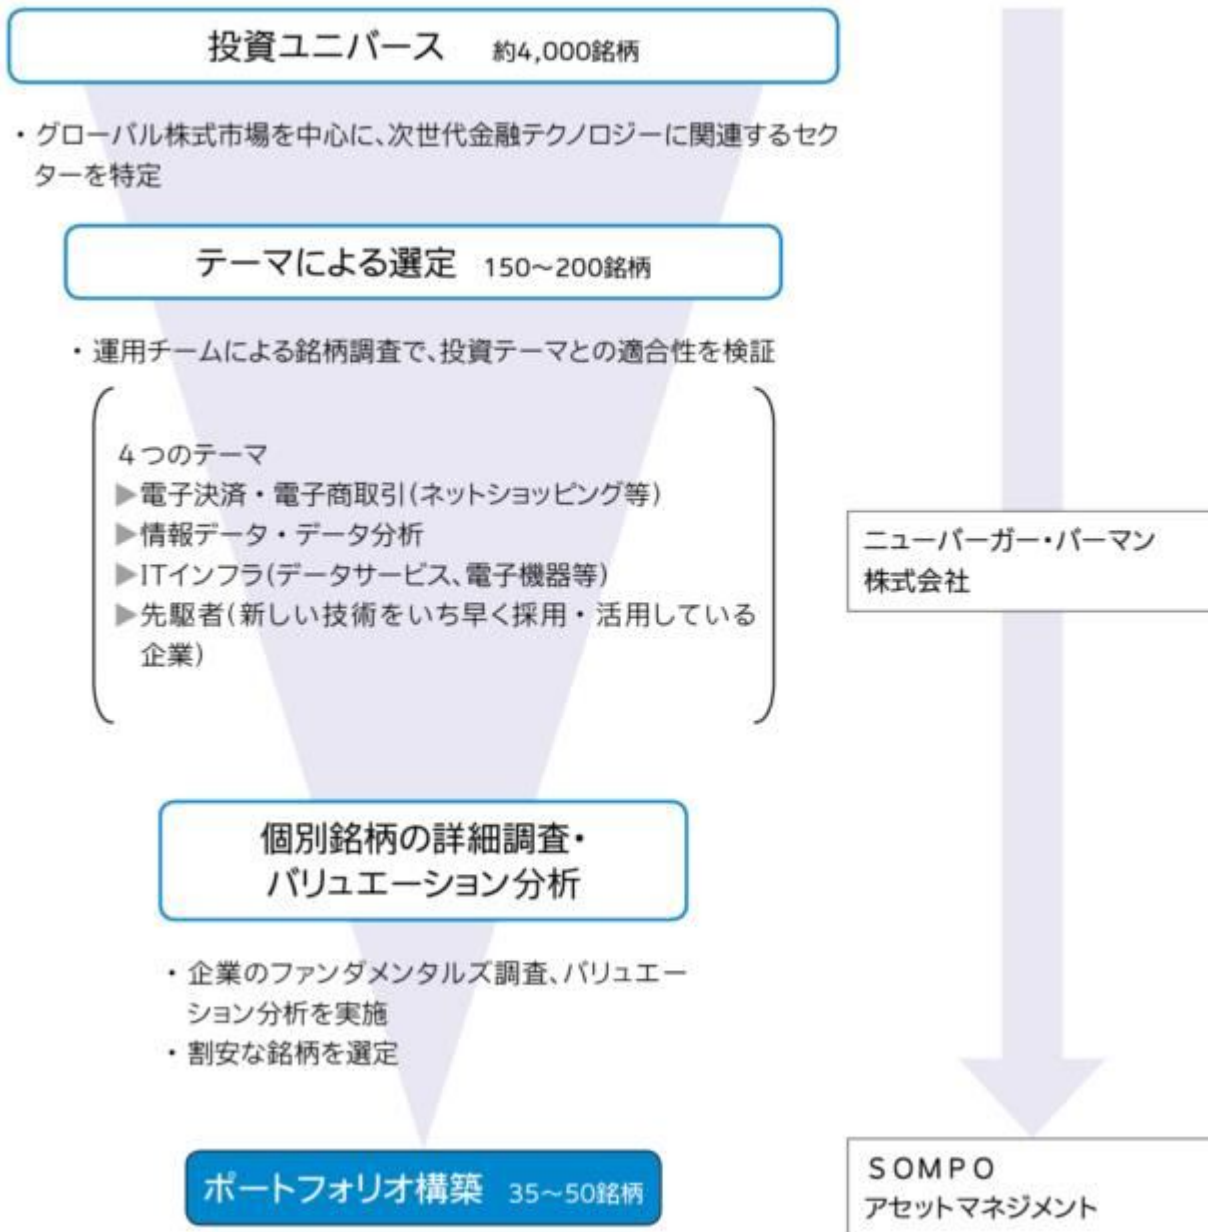 投資ユニバース 約4,000銘柄
・グローバル株式市場を中心に、次世代金融テクノロジーに関連するセク
ターを特定
テーマによる選定 150～200銘柄
・運用チームによる銘柄調査で、投資テーマとの適合性を検証
4つのテーマ
▶電子決済・電子商取引(ネットショッピング等)
▶情報データ・データ分析
▶ITインフラ(データサービス、電子機器等)
▶先駆者(新しい技術をいち早く採用・活用している
企業)
ニューバーガー・バーマン
株式会社
個別銘柄の詳細調査・
バリュエーション分析
・企業のファンダメンタルズ調査、バリュエー
ション分析を実施
・割安な銘柄を選定
ポートフォリオ構築 35～50銘柄
SOMPO
アセットマネジメント